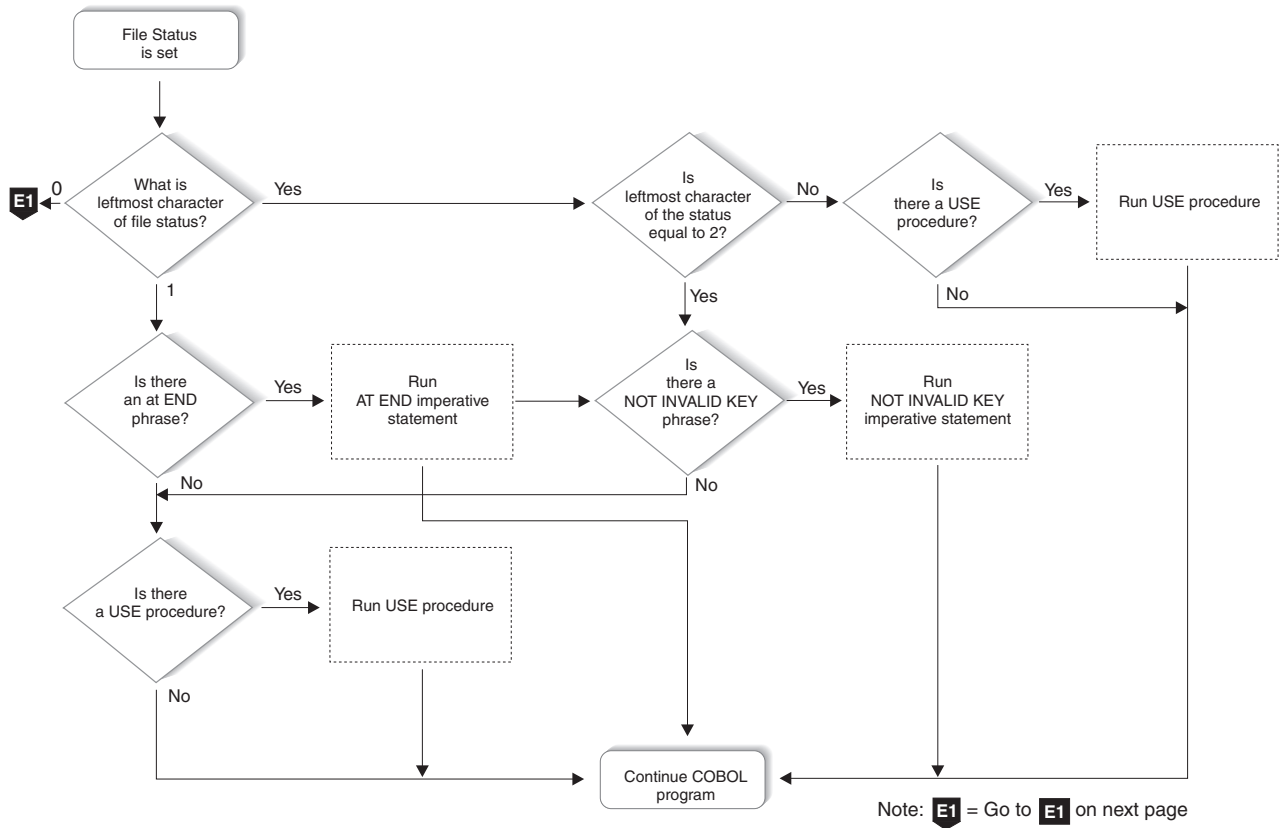 File Status
is set
What is
leftmost character
of file status?
0
E1
Yes
1
Is
leftmost character
of the status
equal to 2?
No
Yes
Is
there a USE
procedure?
Yes
No
Run USE procedure
Is there
an at END
phrase?
Yes
No
Run
AT END imperative
statement
Is
there a
NOT INVALID KEY
phrase?
Yes
No
Run
NOT INVALID KEY
imperative statement
Is there
a USE procedure?
Yes
No
Run USE procedure
Continue COBOL
program
Note: E1 = Go to E1 on next page